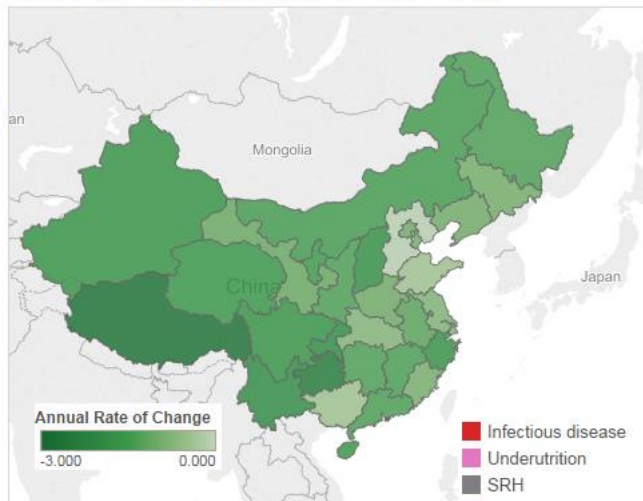 an
Mongolia
China
Japan
Annual Rate of Change
-3.000 0.000
Infectious disease
Underutrition
SRH